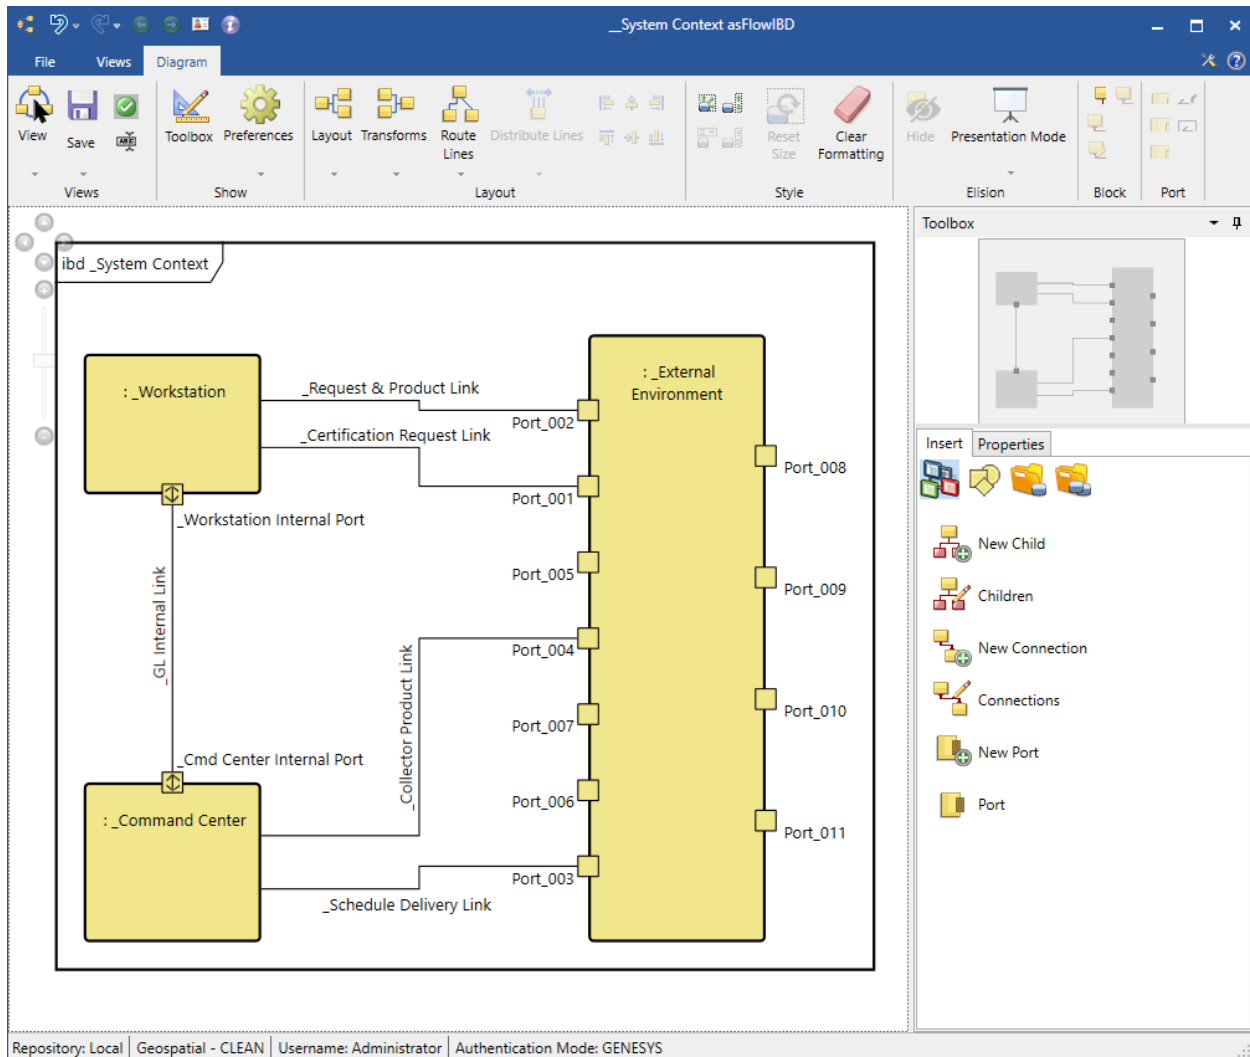 __System Context asFlowIBD
File Views Diagram
View Save Toolbox Preferences Layout Transforms Route Lines Distribute Lines Reset Size Clear Formatting Hide Presentation Mode
Views Show Layout Style Elision Block Port
ibd _System Context
: _Workstation
_Request & Product Link
: _External
Environment
Port_002
_Certification Request Link
Port_008
Port_001
_Workstation Internal Port
Port_005
Port_009
_GL Internal Link
Port_004
_Collector Product Link
Port_010
Port_007
_Cmd Center Internal Port
Port_006
: _Command Center
Port_011
Port_003
_Schedule Delivery Link
Toolbox
Insert Properties
New Child
Children
New Connection
Connections
New Port
Port
Repository: Local Geospatial - CLEAN Username: Administrator Authentication Mode: GENESYS